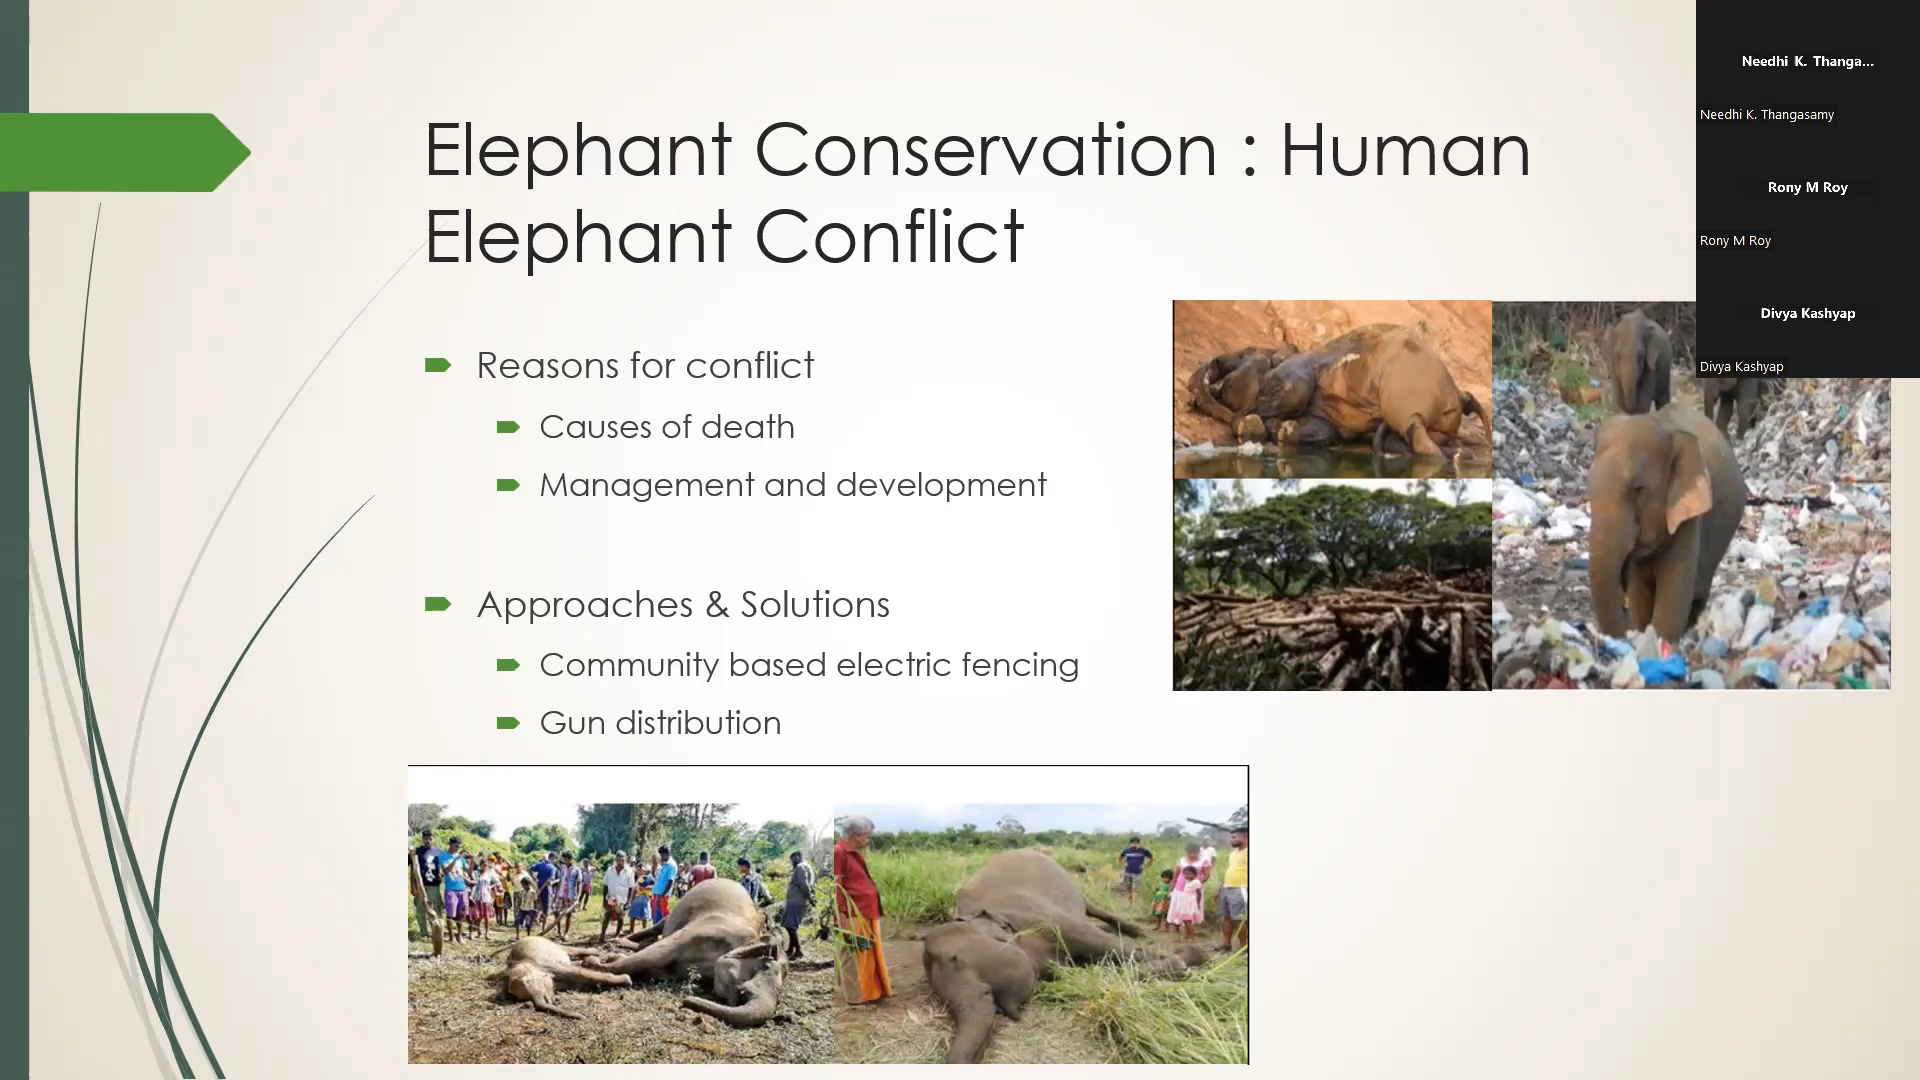 Elephant Conservation : Human
Elephant Conflict
Reasons for conflict
Causes of death
Management and development
Approaches & Solutions
Community based electric fencing
Gun distribution
Needhi K. Thanga...
Needhi K. Thangasamy
Rony M Roy
Rony M Roy
Divya Kashyap
Divya Kashyap